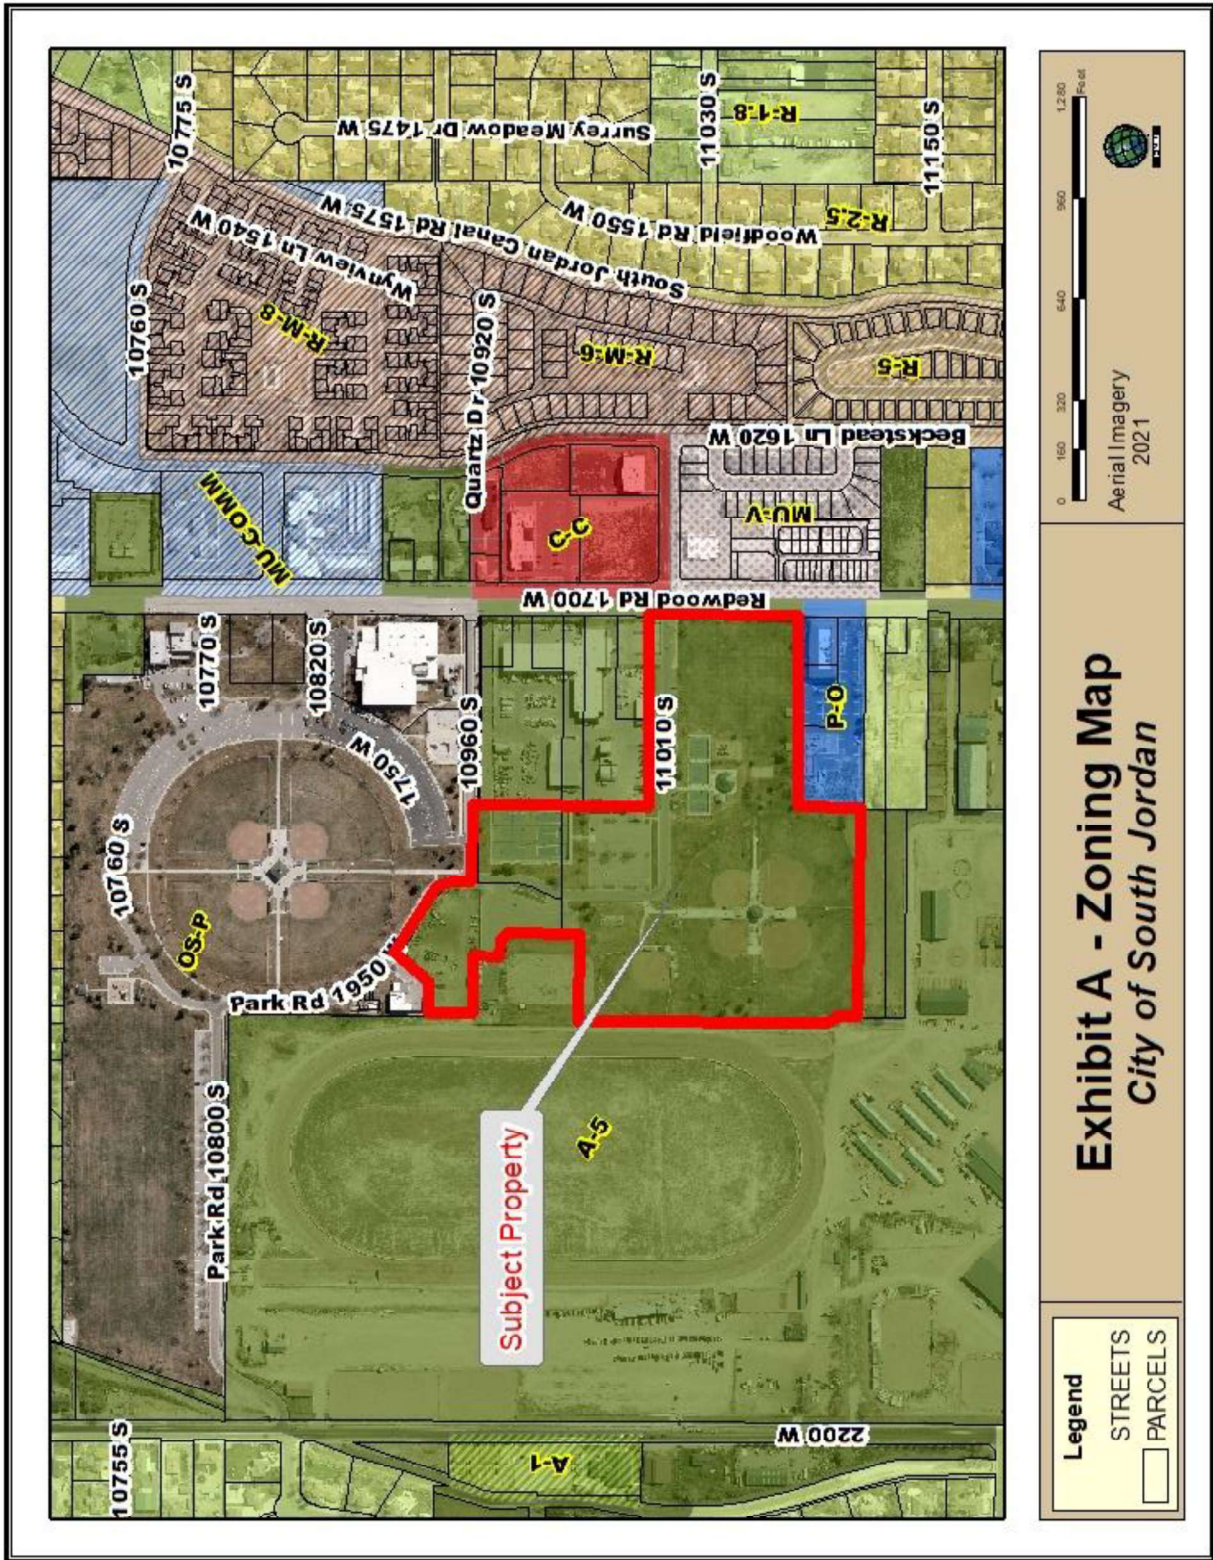 10755 S
Park Rd 10800 S
10760 S
OS-P
Park Rd 1950 W
10770 S
10820 S
1750 W
10960 S
MU-COMM
10760 S
10775 S
R-M-8
Wynview Ln 1540 W
South Jordan Canal Rd 1575 W
Surrey Meadow Dr 1475 W
Quartz Dr 10920 S
R-M-6
Woodfield Rd 1550 W
11030 S
R-1.8
R-2.5
11150 S
R-5
Beckstead Ln 1620 W
C-C
MU-V
Redwood Rd 1700 W
11010 S
P-O
Subject Property
A-5
A-1
2200 W
Legend
STREETS
PARCELS
Exhibit A - Zoning Map
City of South Jordan
0 160 320 640 960 1,280
Feet
Aerial Imagery
2021